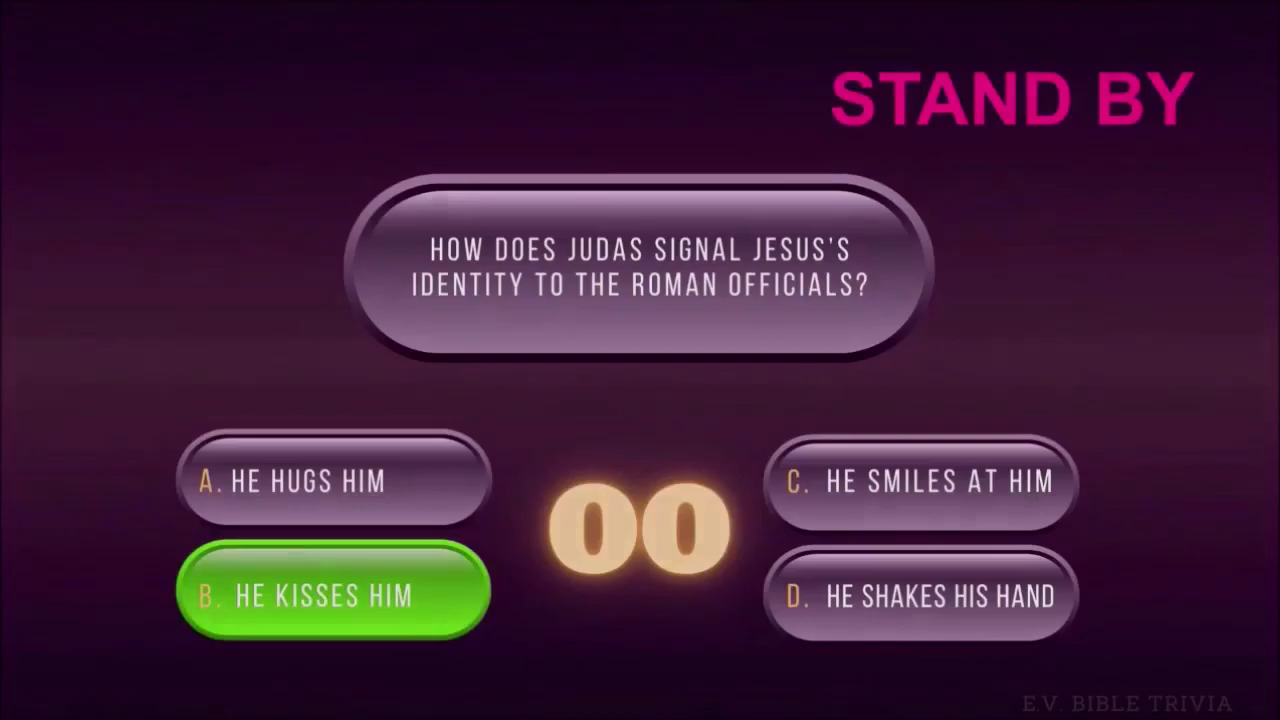 STAND BY
HOW DOES JUDAS SIGNAL JESUS'S
IDENTITY TO THE ROMAN OFFICIALS?
A. HE HUGS HIM
B. HE KISSES HIM
00
C. HE SMILES AT HIM
D. HE SHAKES HIS HAND
E.V. BIBLE TRIVIA